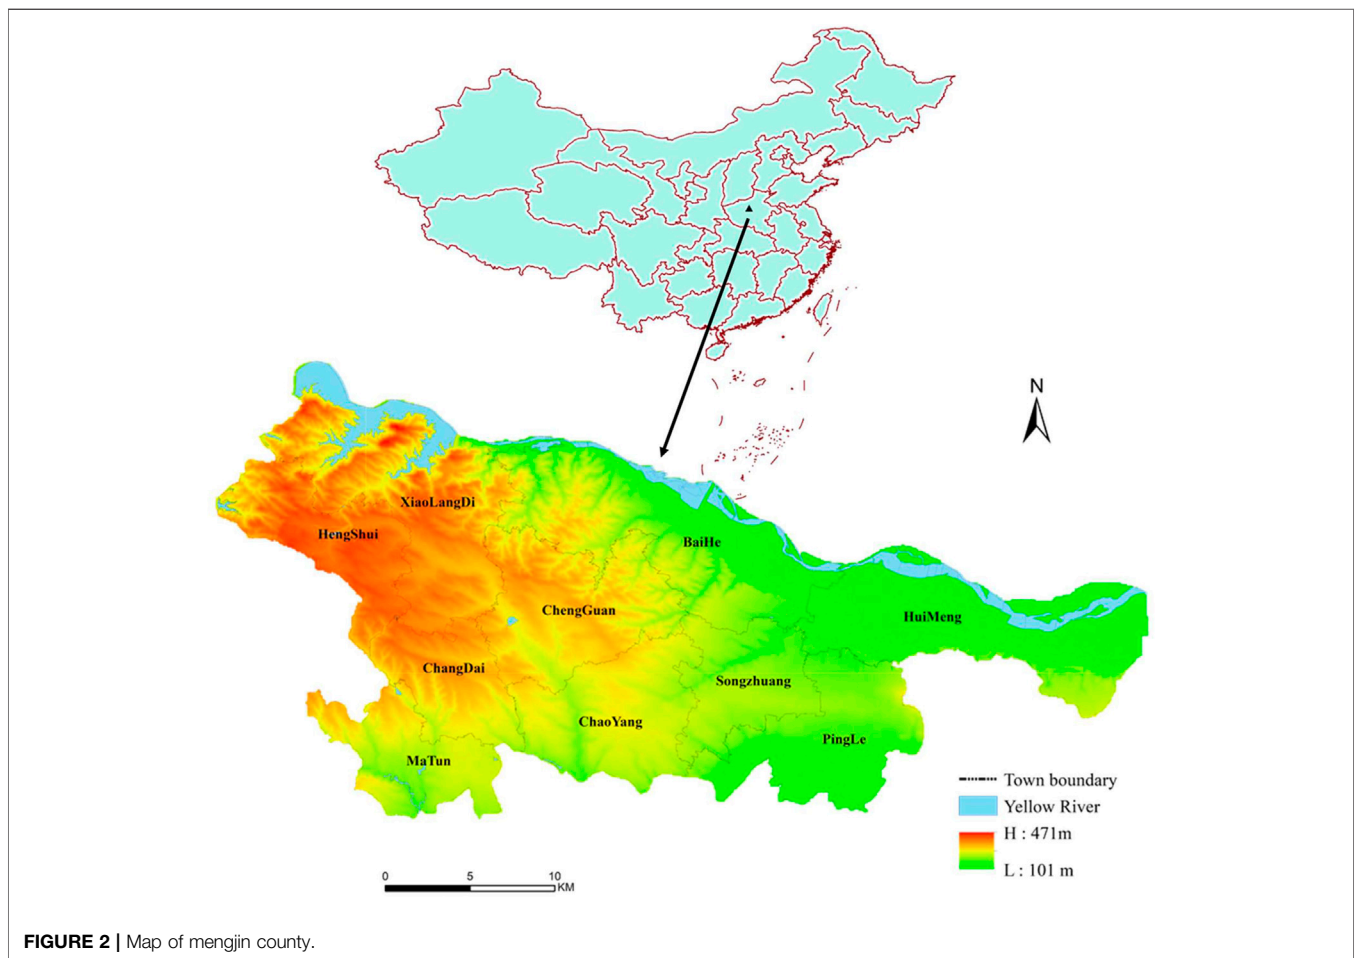 N
XiaoLangDi
HengShui
BaiHe
ChengGuan
HuiMeng
ChangDai
Songzhuang
ChaoYang
PingLe
MaTun
Town boundary
Yellow River
H : 471m
L : 101 m
0 5 10
KM
FIGURE 2 | Map of mengjin county.